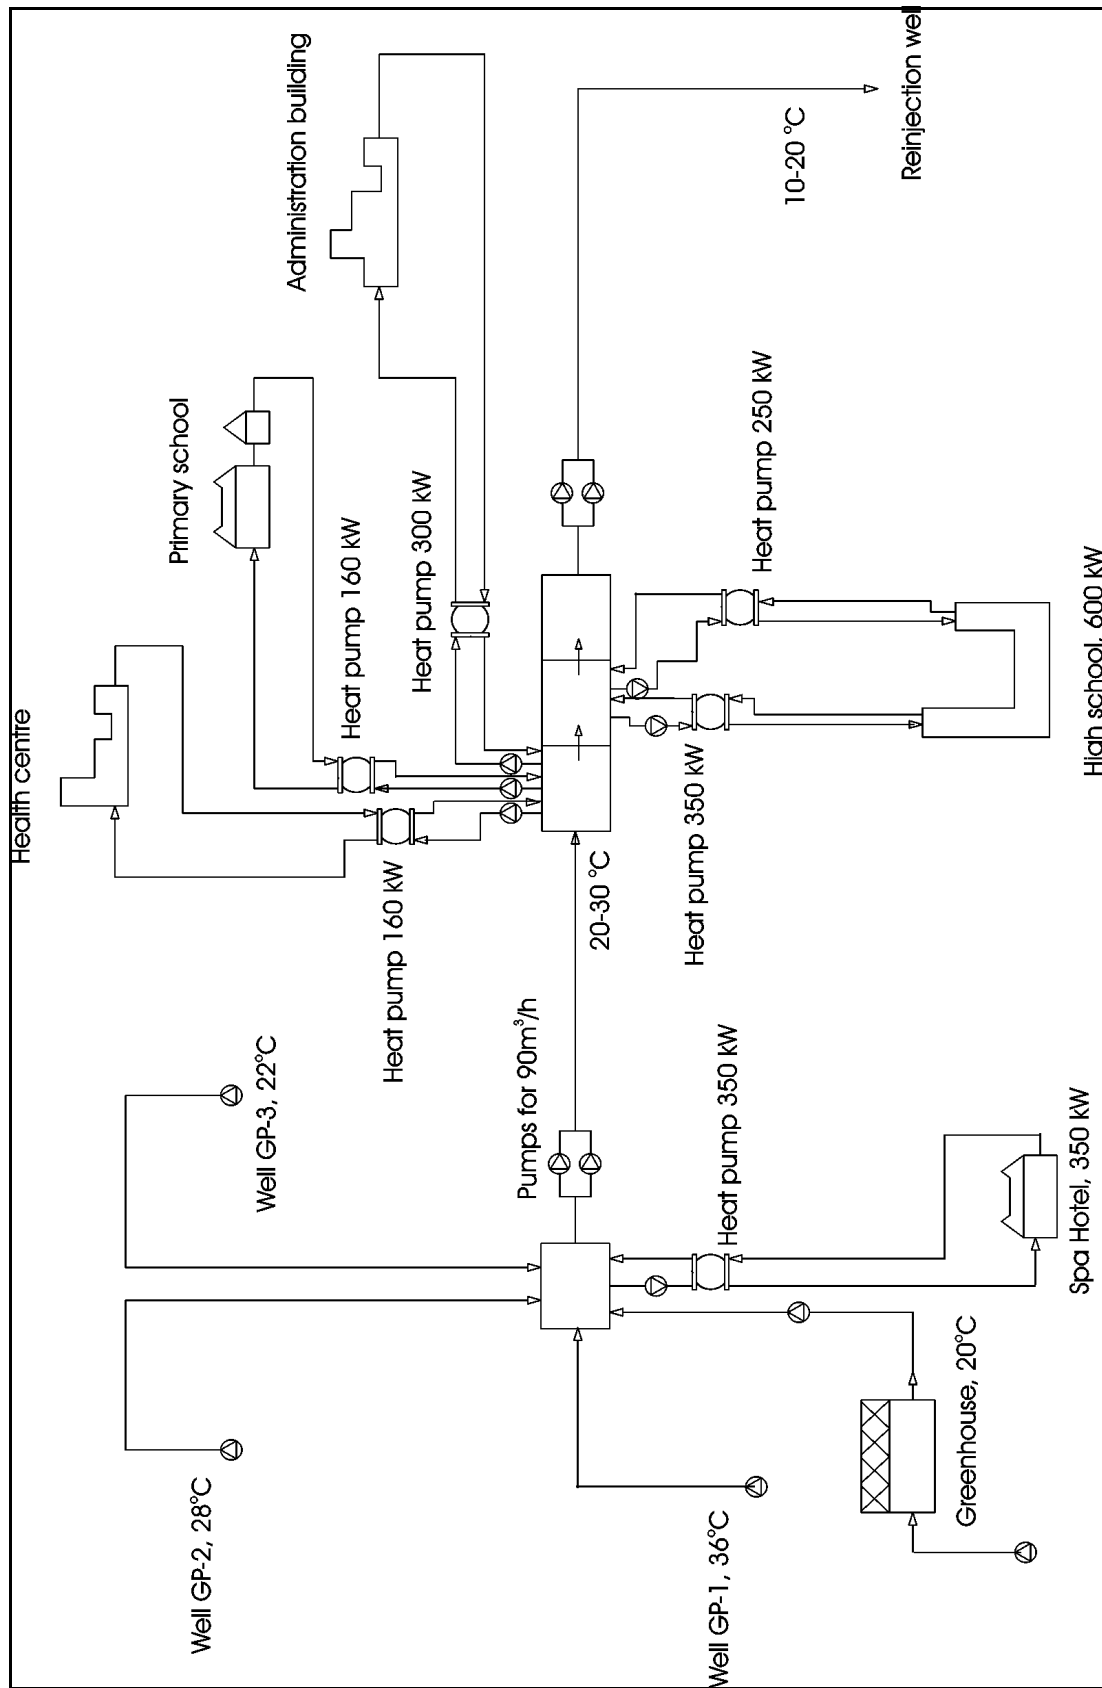 Health centre
Primary school
Administration building
Reinjection wel
10-20 °C
Heat pump 160 kW
Heat pump 160 kW
Heat pump 300 kW
Heat pump 250 kW
High school, 600 kW
Heat pump 350 kW
20-30 °C
Well GP-3, 22°C
Pumps for 90m³/h
Heat pump 350 kW
Spa Hotel, 350 kW
Well GP-2, 28°C
Well GP-1, 36°C
Greenhouse, 20°C